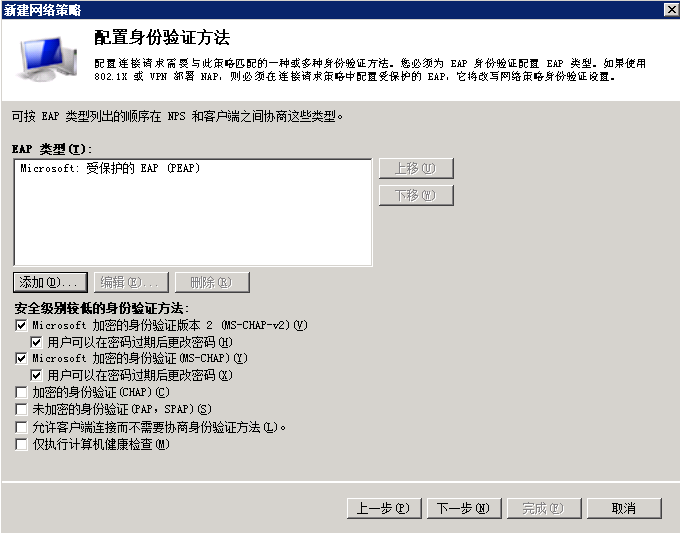 新建网络策略
配置身份验证方法
配置连接请求需要与此策略匹配的一种或多种身份验证方法。您必须为 EAP 身份验证配置 EAP 类型。如果使用
802.1X 或 VPN 部署 NAP，则必须在连接请求策略中配置受保护的 EAP，它将改写网络策略身份验证设置。
可按 EAP 类型列出的顺序在 NPS 和客户端之间协商这些类型。
EAP 类型(T):
Microsoft: 受保护的 EAP (PEAP)
上移(U)
下移(W)
添加(D)...
编辑(E)...
删除(R)
安全级别较低的身份验证方法:
Microsoft 加密的身份验证版本 2 (MS-CHAP-v2)(V)
用户可以在密码过期后更改密码(H)
Microsoft 加密的身份验证(MS-CHAP)(Y)
用户可以在密码过期后更改密码(X)
加密的身份验证(CHAP)(C)
未加密的身份验证(PAP，SPAP)(S)
允许客户端连接而不需要协商身份验证方法(L)。
仅执行计算机健康检查(M)
上一步(P)
下一步(N)
完成(F)
取消